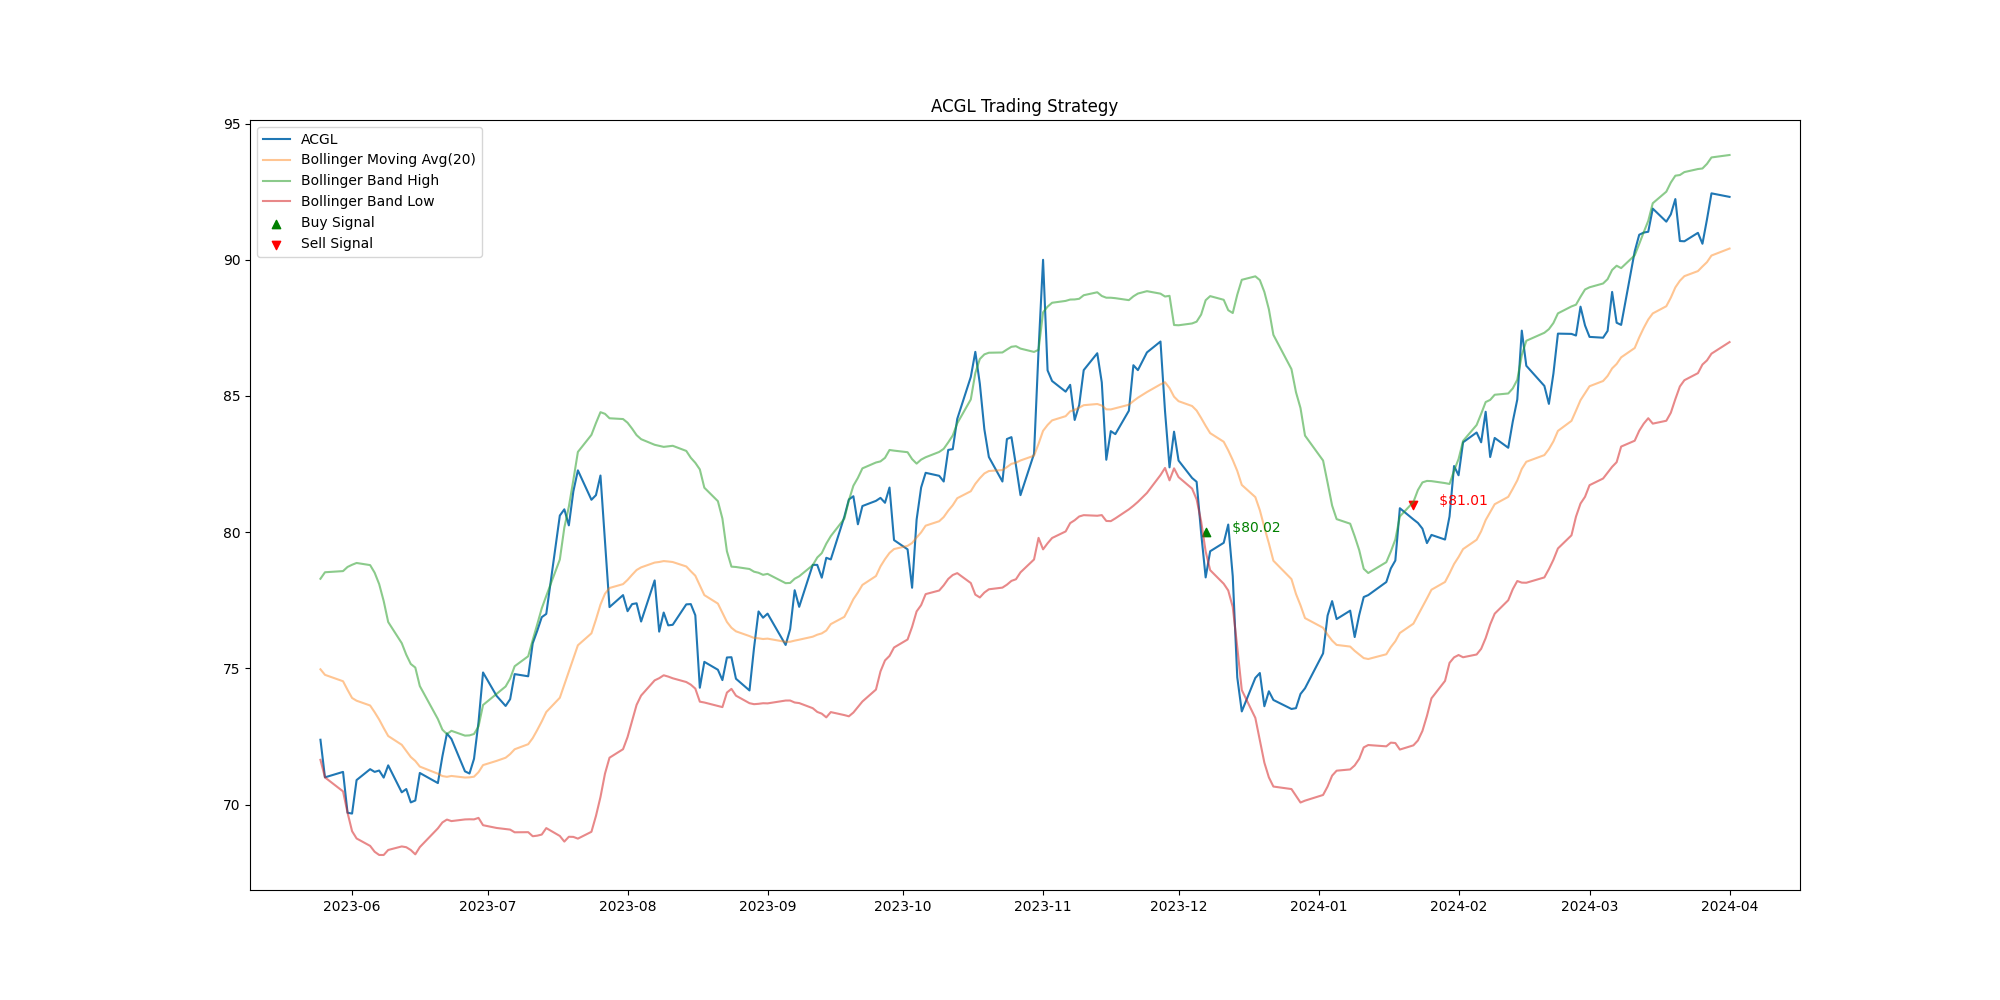 ACGL Trading Strategy
ACGL
Bollinger Moving Avg(20)
Bollinger Band High
Bollinger Band Low
Buy Signal
Sell Signal
95
90
85
80
75
70
$81.01
$80.02
2023-06
2023-07
2023-08
2023-09
2023-10
2023-11
2023-12
2024-01
2024-02
2024-03
2024-04